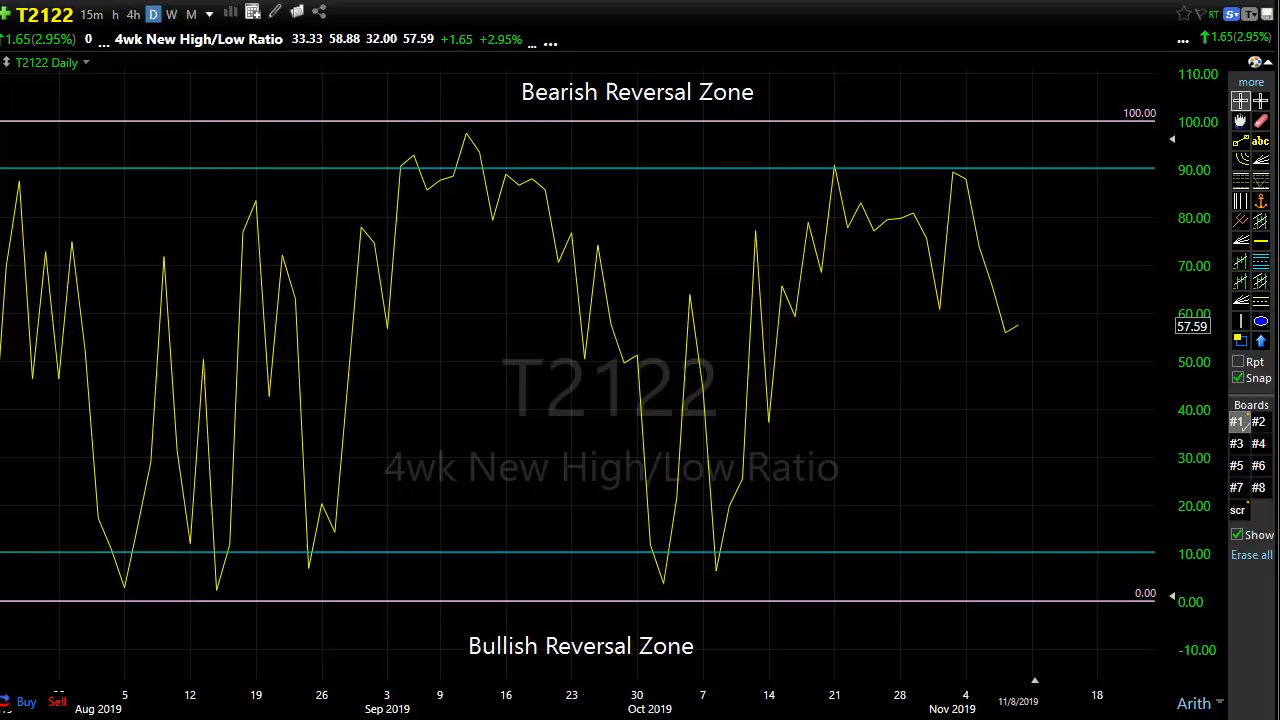 T2122 15m h 4h D W M RT S T
1.65(2.95%) 0 ... 4wk New High/Low Ratio 33.33 58.88 32.00 57.59 +1.65 +2.95% ... ... ... 1.65(2.95%)
T2122 Daily
more
110.00
Bearish Reversal Zone
100.00
100.00
abc
90.00
80.00
70.00
60.00
57.59
50.00
T2122
40.00
4wk New High/Low Ratio
30.00
20.00
10.00
0.00
0.00
Bullish Reversal Zone
-10.00
Rpt
Snap
Boards
#1 #2
#3 #4
#5 #6
#7 #8
scr
Show
Erase all
5 12 19 26 3 9 16 23 30 7 14 21 28 4 18
Buy Sell Aug 2019 Sep 2019 Oct 2019 Nov 2019 11/8/2019 Arith